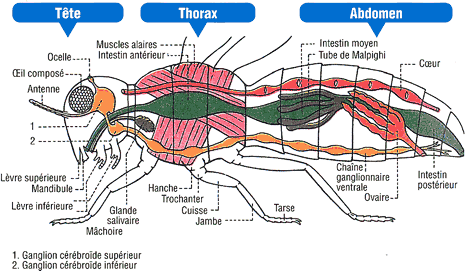 Tête
Thorax
Abdomen
Muscles alaires
Intestin antérieur
Intestin moyen
Tube de Malpighi
Cœur
Ocelle
Œil composé
Antenne
1
2
Lèvre supérieure
Mandibule
Lèvre inférieure
Mâchoire
Glande
salivaire
Hanche
Trochanter
Cuisse
Jambe
Tarse
Chaîne
ganglionnaire
ventrale
Ovaire
Intestin
postérieur
1. Ganglion cérébroïde supérieur
2. Ganglion cérébroïde inférieur